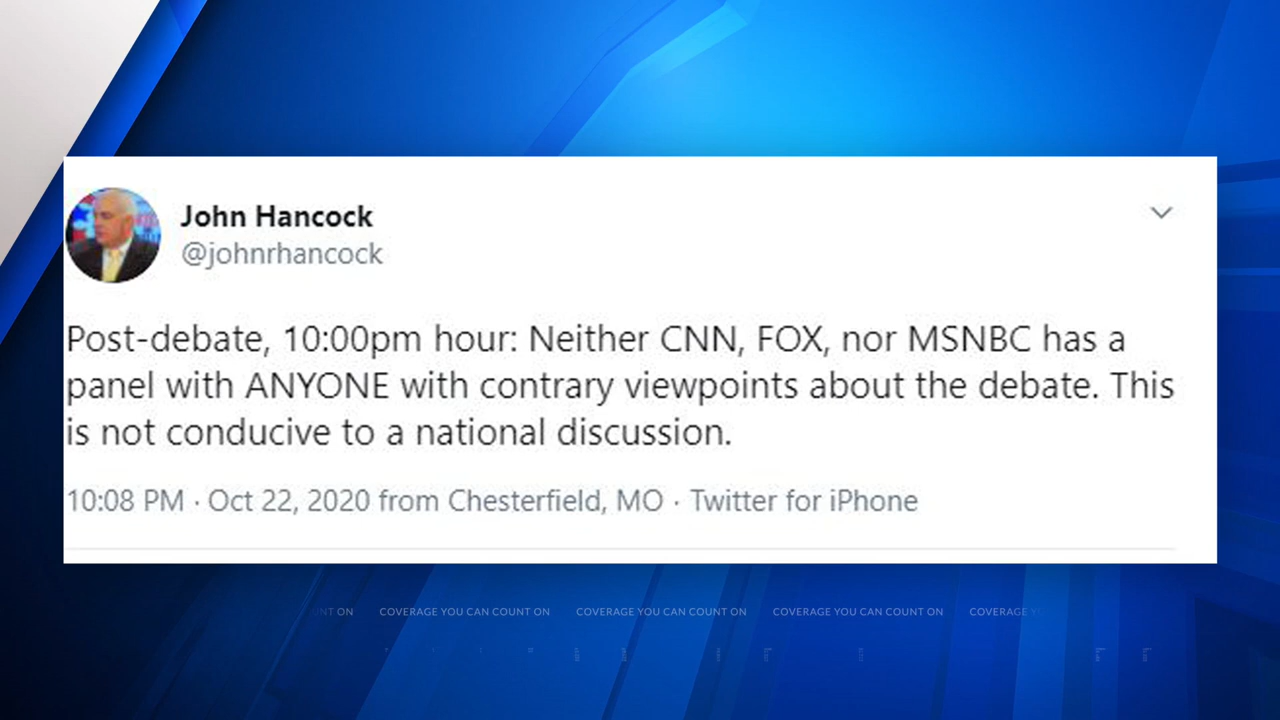 John Hancock
@johnrhancock
Post-debate, 10:00pm hour: Neither CNN, FOX, nor MSNBC has a
panel with ANYONE with contrary viewpoints about the debate. This
is not conducive to a national discussion.
10:08 PM · Oct 22, 2020 from Chesterfield, MO · Twitter for iPhone
ON COVERAGE YOU CAN COUNT ON COVERAGE YOU CAN COUNT ON COVERAGE YOU CAN COUNT ON COVERAGE